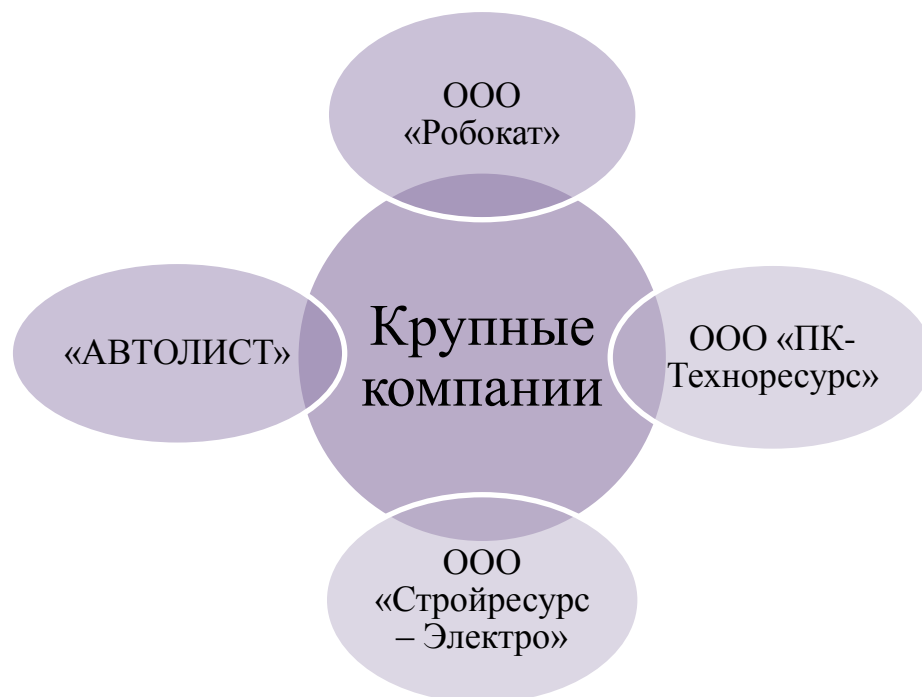 ООО
«Робокат»
«АВТОЛИСТ»
Крупные
компании
ООО «ПК-
Техноресурс»
ООО
«Стройресурс
– Электро»